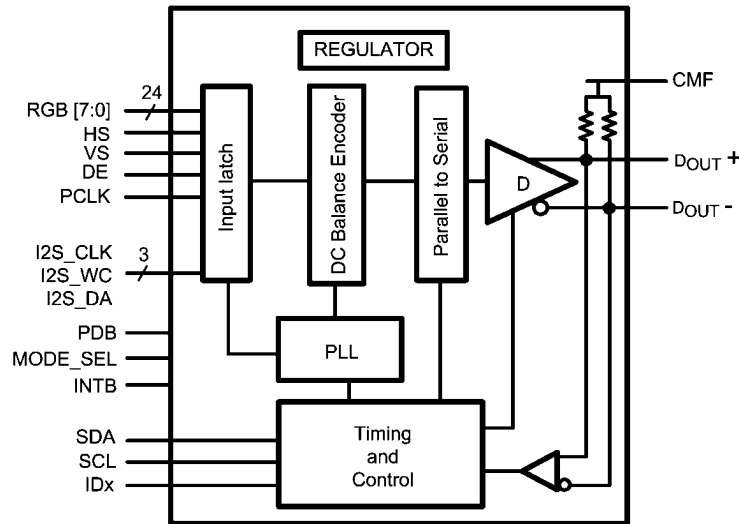 REGULATOR
CMF
24
RGB [7:0]
HS
VS
DE
PCLK
Input latch
DC Balance Encoder
Parallel to Serial
D
DOUT +
DOUT -
I2S_CLK
3
I2S_WC
I2S_DA
PDB
MODE_SEL
INTB
PLL
SDA
SCL
IDx
Timing
and
Control